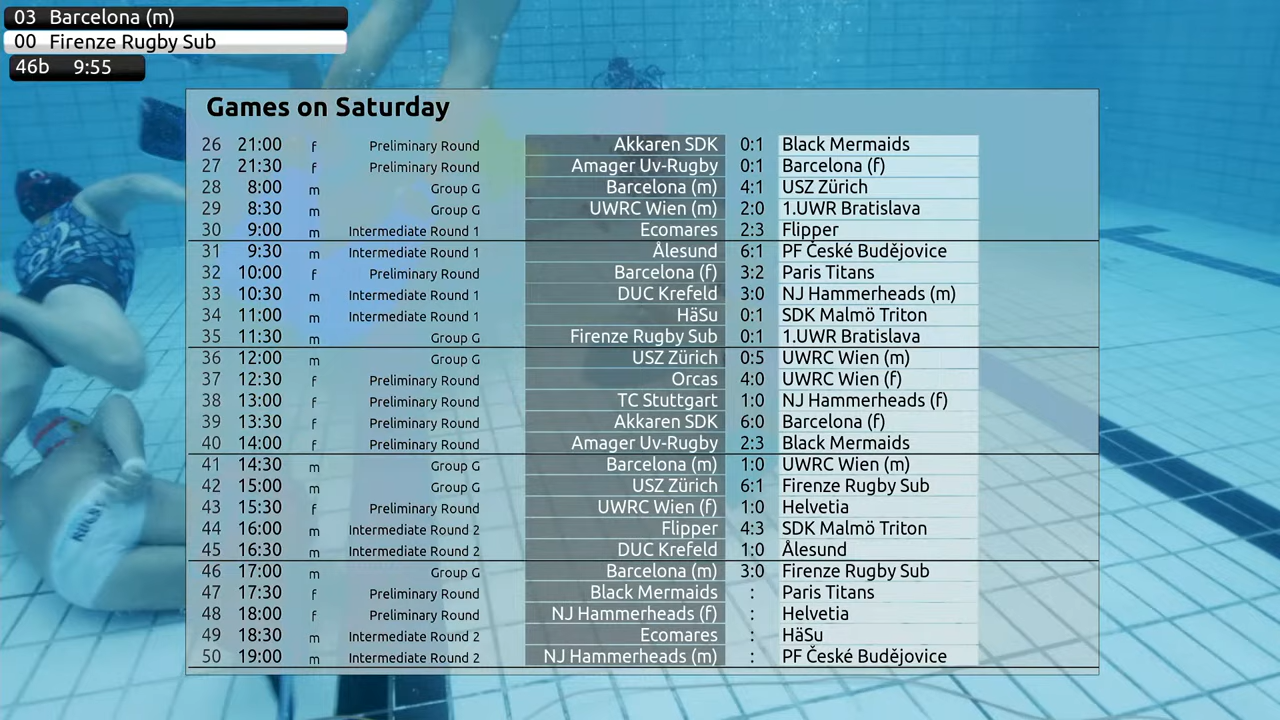 03 Barcelona (m)
00 Firenze Rugby Sub
46b 9:55
Games on Saturday
26 21:00 f Preliminary Round Akkaren SDK 0:1 Black Mermaids
27 21:30 f Preliminary Round Amager Uv-Rugby 0:1 Barcelona (f)
28 8:00 m Group G Barcelona (m) 4:1 USZ Zürich
29 8:30 m Group G UWRC Wien (m) 2:0 1.UWR Bratislava
30 9:00 m Intermediate Round 1 Ecomares 2:3 Flipper
31 9:30 m Intermediate Round 1 Ålesund 6:1 PF České Budějovice
32 10:00 f Preliminary Round Barcelona (f) 3:2 Paris Titans
33 10:30 m Intermediate Round 1 DUC Krefeld 3:0 NJ Hammerheads (m)
34 11:00 m Intermediate Round 1 HäSu 0:1 SDK Malmö Triton
35 11:30 m Group G Firenze Rugby Sub 0:1 1.UWR Bratislava
36 12:00 m Group G USZ Zürich 0:5 UWRC Wien (m)
37 12:30 f Preliminary Round Orcas 4:0 UWRC Wien (f)
38 13:00 f Preliminary Round TC Stuttgart 1:0 NJ Hammerheads (f)
39 13:30 f Preliminary Round Akkaren SDK 6:0 Barcelona (f)
40 14:00 f Preliminary Round Amager Uv-Rugby 2:3 Black Mermaids
41 14:30 m Group G Barcelona (m) 1:0 UWRC Wien (m)
42 15:00 m Group G USZ Zürich 6:1 Firenze Rugby Sub
43 15:30 f Preliminary Round UWRC Wien (f) 1:0 Helvetia
44 16:00 m Intermediate Round 2 Flipper 4:3 SDK Malmö Triton
45 16:30 m Intermediate Round 2 DUC Krefeld 1:0 Ålesund
46 17:00 m Group G Barcelona (m) 3:0 Firenze Rugby Sub
47 17:30 f Preliminary Round Black Mermaids : Paris Titans
48 18:00 f Preliminary Round NJ Hammerheads (f) : Helvetia
49 18:30 m Intermediate Round 2 Ecomares : HäSu
50 19:00 m Intermediate Round 2 NJ Hammerheads (m) : PF České Budějovice